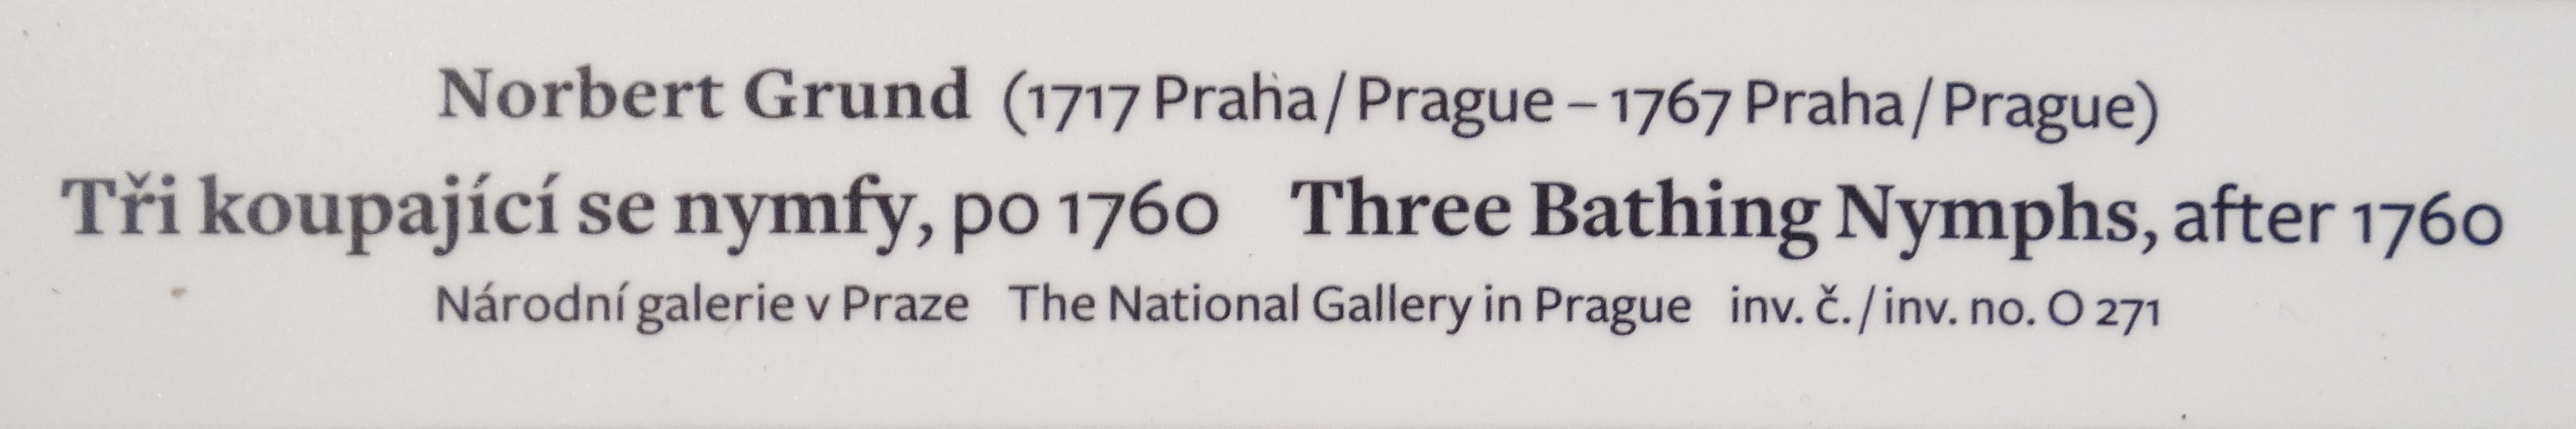 Norbert Grund (1717 Praha / Prague – 1767 Praha / Prague)
Tři koupající se nymfy, po 1760 Three Bathing Nymphs, after 1760
Národní galerie v Praze The National Gallery in Prague inv. č. / inv. no. O 271